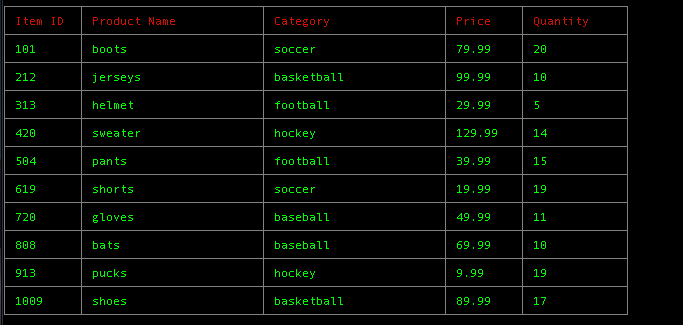 Item ID Product Name Category Price Quantity
101 boots soccer 79.99 20
212 jerseys basketball 99.99 10
313 helmet football 29.99 5
420 sweater hockey 129.99 14
504 pants football 39.99 15
619 shorts soccer 19.99 19
720 gloves baseball 49.99 11
808 bats baseball 69.99 10
913 pucks hockey 9.99 19
1009 shoes basketball 89.99 17